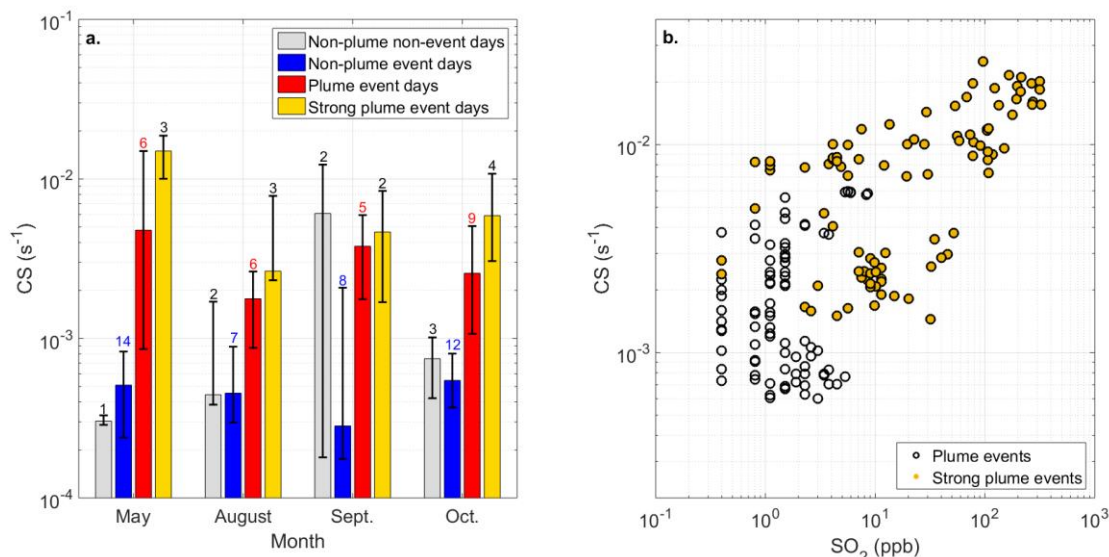 a.
Non-plume non-event days
Non-plume event days
Plume event days
Strong plume event days
10⁻¹
10⁻²
10⁻³
10⁻⁴
CS (s⁻¹)
1
14
6
3
2
7
6
3
2
8
5
2
3
12
9
4
May
August
Sept.
Oct.
Month
b.
10⁻²
10⁻³
CS (s⁻¹)
Plume events
Strong plume events
10⁻¹
10⁰
10¹
10²
10³
SO₂ (ppb)